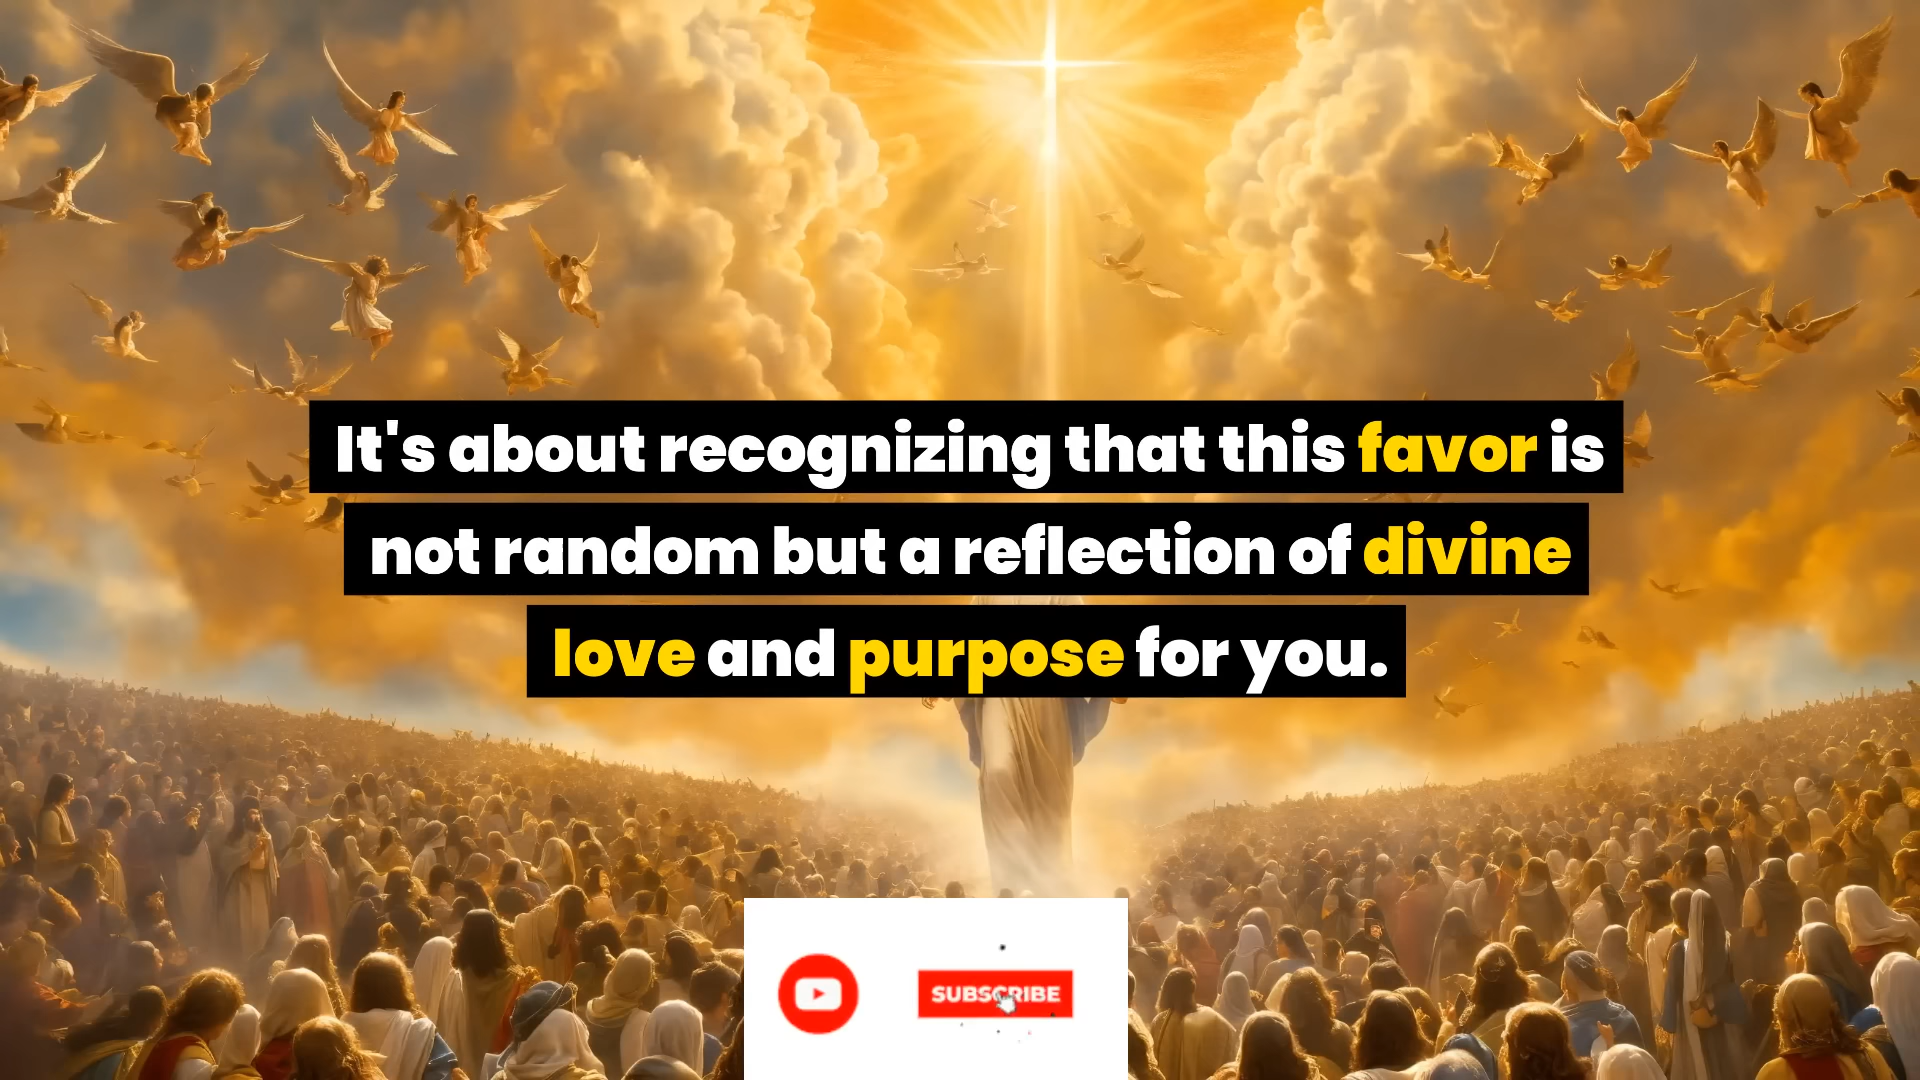 It's about recognizing that this favor is
not random but a reflection of divine
love and purpose for you.
SUBSCRIBE